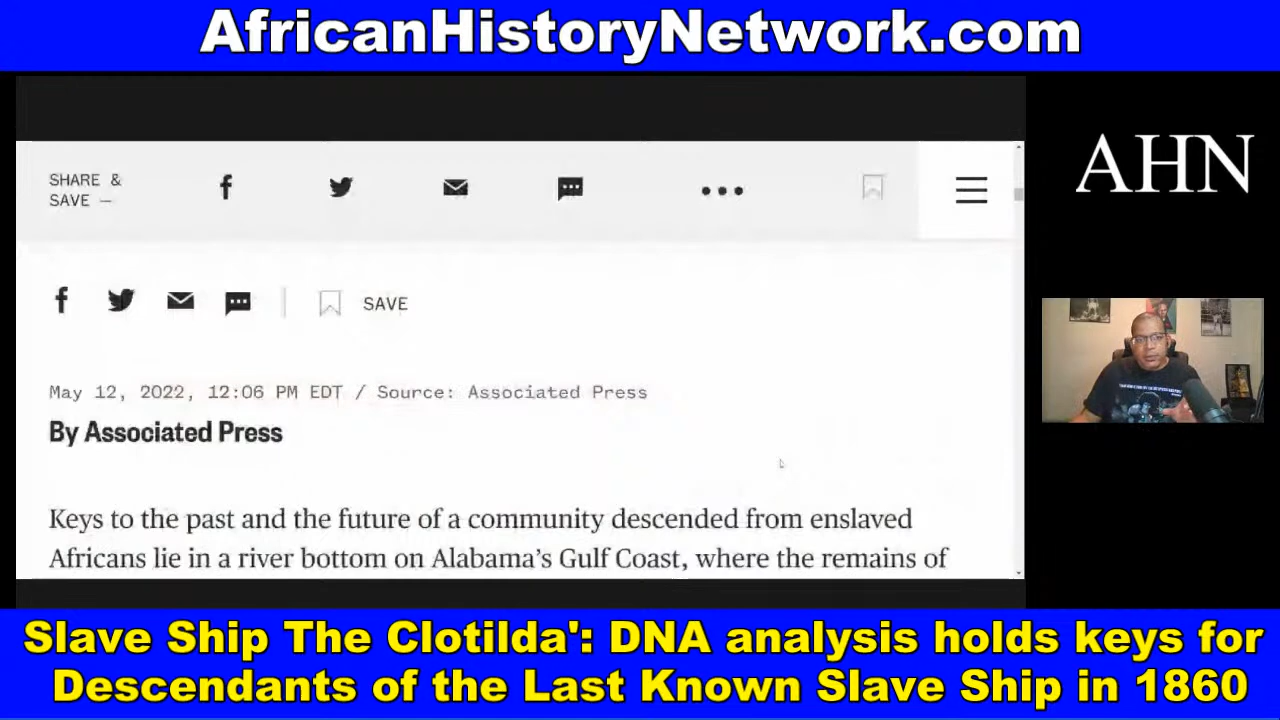 AfricanHistoryNetwork.com
AHN
SHARE &
SAVE —
SAVE
May 12, 2022, 12:06 PM EDT / Source: Associated Press
By Associated Press
Keys to the past and the future of a community descended from enslaved
Africans lie in a river bottom on Alabama’s Gulf Coast, where the remains of
Slave Ship The Clotilda': DNA analysis holds keys for
Descendants of the Last Known Slave Ship in 1860